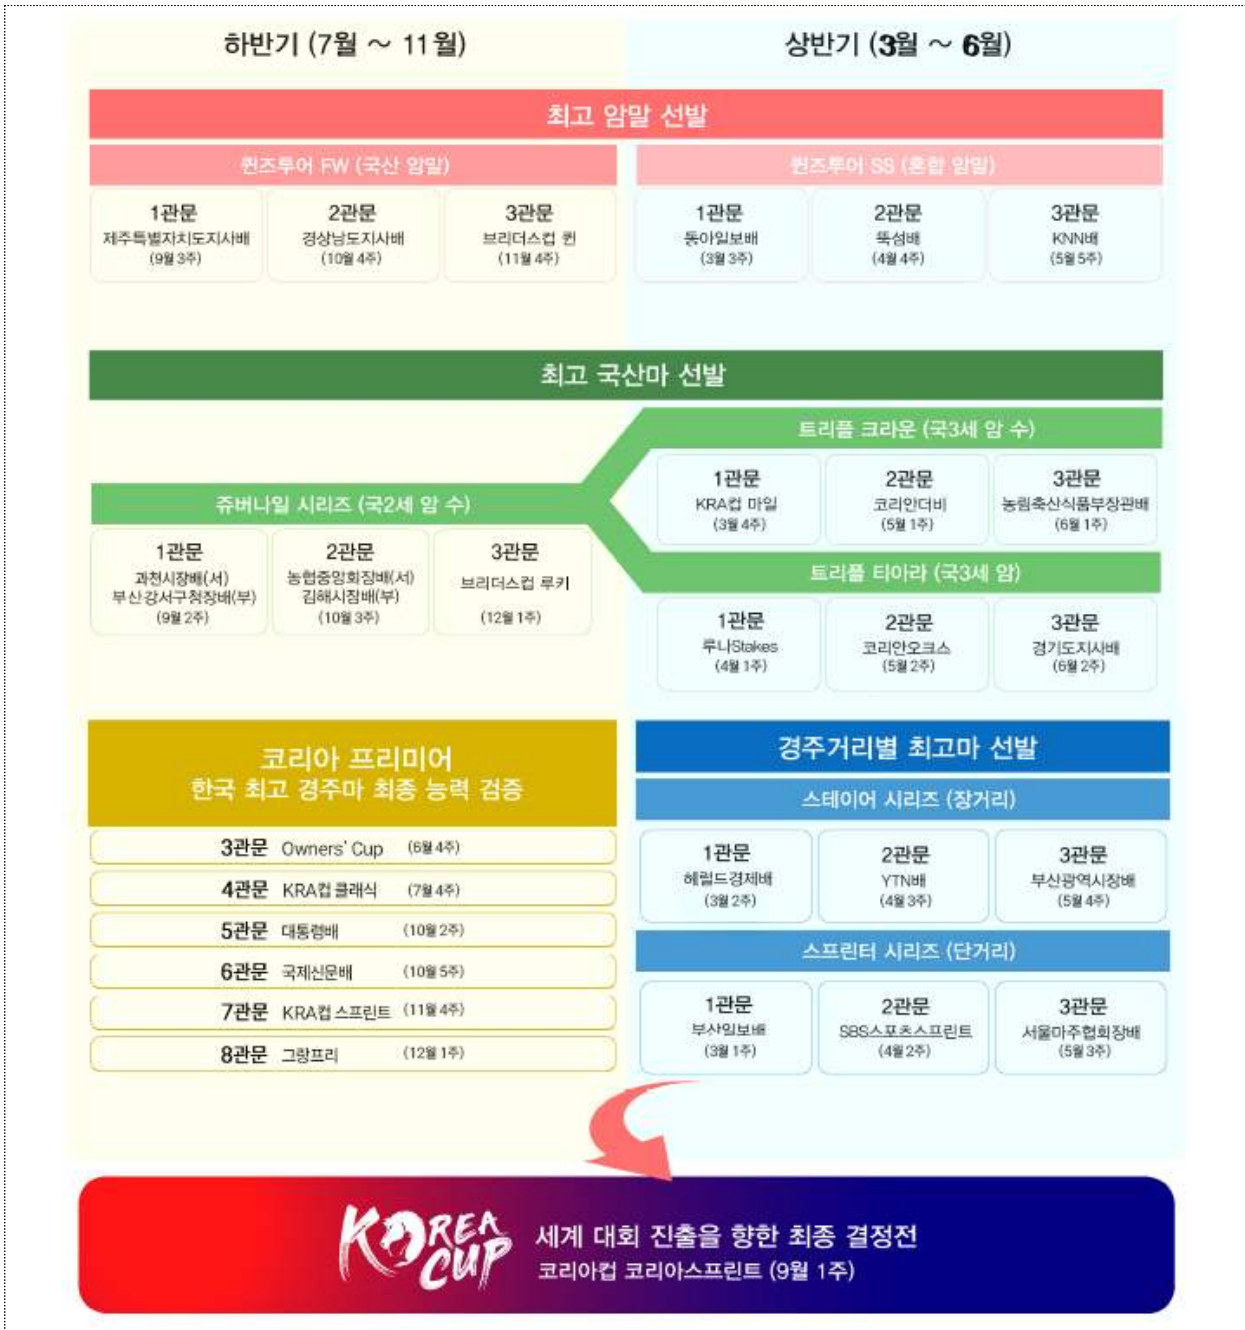 하반기 (7월 ~ 11월)
상반기 (3월 ~ 6월)
최고 암말 선발
퀸즈투어 FW (국산 암말)
1관문
제주특별자치도지사배
(9월 3주)
2관문
경상남도지사배
(10월 4주)
3관문
브리더스컵 퀸
(11월 4주)
퀸즈투어 SS (혼합 암말)
1관문
동아일보배
(3월 3주)
2관문
뚝섬배
(4월 4주)
3관문
KNN배
(5월 5주)
최고 국산마 선발
쥬버나일 시리즈 (국2세 암 수)
1관문
과천시장배(서)
부산강서구청장배(부)
(9월 2주)
2관문
농협중앙회장배(서)
김해시장배(부)
(10월 3주)
3관문
브리더스컵 루키
(12월 1주)
트리플 크라운 (국3세 암 수)
1관문
KRA컵 마일
(3월 4주)
2관문
코리안더비
(5월 1주)
3관문
농림축산식품부장관배
(6월 1주)
트리플 티아라 (국3세 암)
1관문
루나Stakes
(4월 1주)
2관문
코리안오크스
(5월 2주)
3관문
경기도지사배
(6월 2주)
코리아 프리미어
한국 최고 경주마 최종 능력 검증
3관문 Owners' Cup (6월 4주)
4관문 KRA컵 클래식 (7월 4주)
5관문 대통령배 (10월 2주)
6관문 국제신문배 (10월 5주)
7관문 KRA컵 스프린트 (11월 4주)
8관문 그랑프리 (12월 1주)
경주거리별 최고마 선발
스테이어 시리즈 (장거리)
1관문
헤럴드경제배
(3월 2주)
2관문
YTN배
(4월 3주)
3관문
부산광역시장배
(5월 4주)
스프린터 시리즈 (단거리)
1관문
부산일보배
(3월 1주)
2관문
SBS스포츠스프린트
(4월 2주)
3관문
서울마주협회장배
(5월 3주)
KOREA
CUP
세계 대회 진출을 향한 최종 결정전
코리아컵 코리아스프린트 (9월 1주)